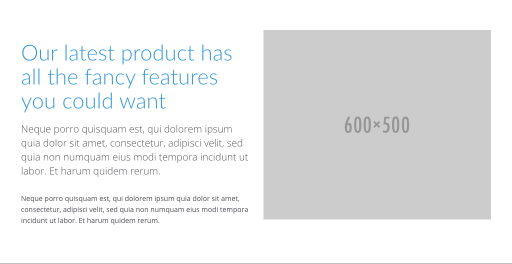 Our latest product has
all the fancy features
you could want
Neque porro quisquam est, qui dolorem ipsum
quia dolor sit amet, consectetur, adipisci velit, sed
quia non numquam eius modi tempora incidunt ut
labor. Et harum quidem rerum.
Neque porro quisquam est, qui dolorem ipsum quia dolor sit amet,
consectetur, adipisci velit, sed quia non numquam eius modi tempora
incidunt ut labor. Et harum quidem rerum.
600×500